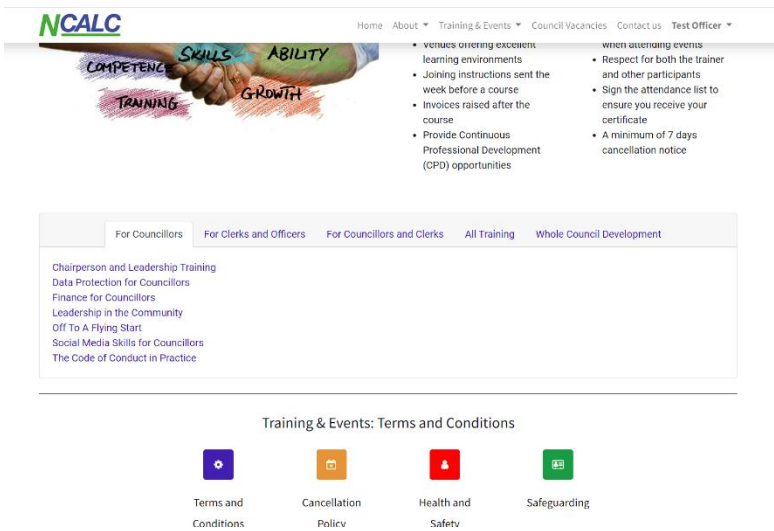 NCALC
Home About Training & Events Council Vacancies Contact us Test Officer
SKILLS ABILITY
COMPETENCE
TRAINING GROWTH
Venues offering excellent
learning environments
Joining instructions sent the
week before a course
Invoices raised after the
course
Provide Continuous
Professional Development
(CPD) opportunities
when attending events
Respect for both the trainer
and other participants
Sign the attendance list to
ensure you receive your
certificate
A minimum of 7 days
cancellation notice
For Councillors For Clerks and Officers For Councillors and Clerks All Training Whole Council Development
Chairperson and Leadership Training
Data Protection for Councillors
Finance for Councillors
Leadership in the Community
Off To A Flying Start
Social Media Skills for Councillors
The Code of Conduct in Practice
Training & Events: Terms and Conditions
Terms and
Conditions
Cancellation
Policy
Health and
Safety
Safeguarding